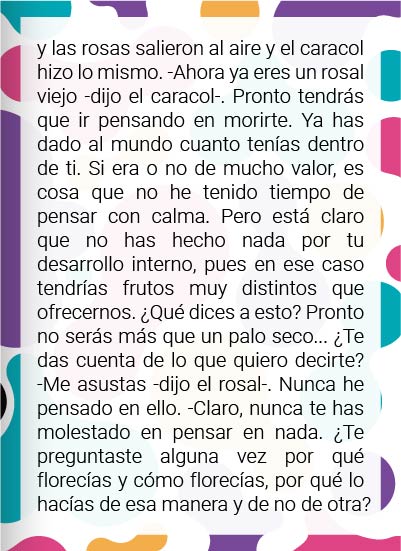 y las rosas salieron al aire y el caracol
hizo lo mismo. -Ahora ya eres un rosal
viejo -dijo el caracol-. Pronto tendrás
que ir pensando en morirte. Ya has
dado al mundo cuanto tenías dentro
de ti. Si era o no de mucho valor, es
cosa que no he tenido tiempo de
pensar con calma. Pero está claro
que no has hecho nada por tu
desarrollo interno, pues en ese caso
tendrías frutos muy distintos que
ofrecernos. ¿Qué dices a esto? Pronto
no serás más que un palo seco... ¿Te
das cuenta de lo que quiero decirte?
-Me asustas -dijo el rosal-. Nunca he
pensado en ello. -Claro, nunca te has
molestado en pensar en nada. ¿Te
preguntaste alguna vez por qué
florecías y cómo florecías, por qué lo
hacías de esa manera y de no de otra?